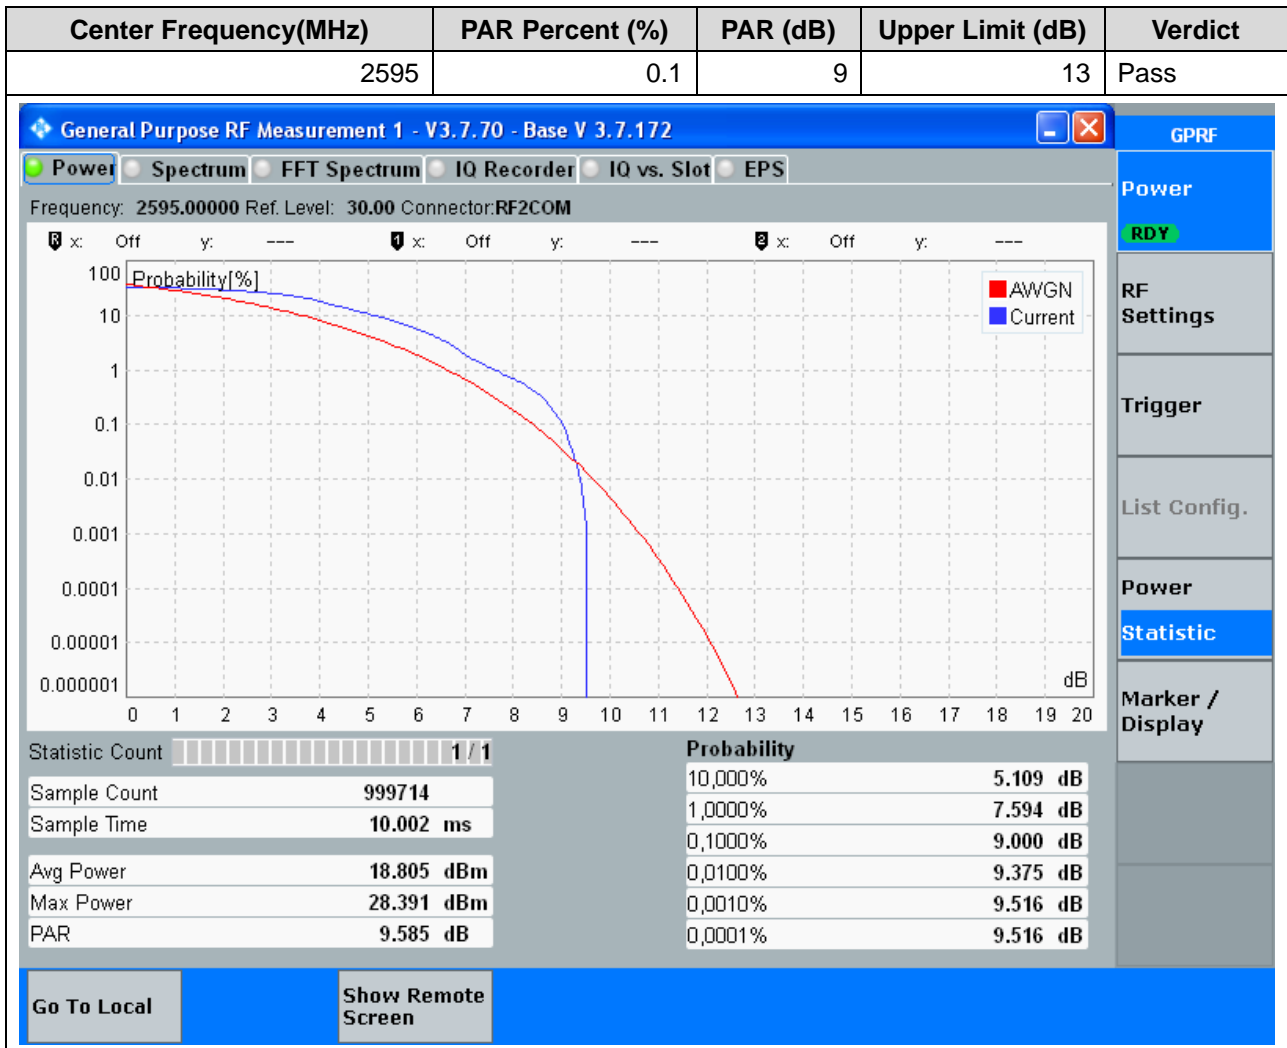 Center Frequency(MHz) PAR Percent (%) PAR (dB) Upper Limit (dB) Verdict
2595 0.1 9 13 Pass
General Purpose RF Measurement 1 - V3.7.70 - Base V 3.7.172
GPRF
Power Spectrum FFT Spectrum IQ Recorder IQ vs. Slot EPS
Power
RDY
Frequency: 2595.00000 Ref. Level: 30.00 Connector:RF2COM
R x: Off y: --- 1 x: Off y: --- 2 x: Off y: ---
Probability[%]
AWGN
Current
100
10
1
0.1
0.01
0.001
0.0001
0.00001
0.000001
dB
0 1 2 3 4 5 6 7 8 9 10 11 12 13 14 15 16 17 18 19 20
RF
Settings
Trigger
List Config.
Power
Statistic
Marker /
Display
Statistic Count 1 / 1
Sample Count 999714
Sample Time 10.002 ms
Avg Power 18.805 dBm
Max Power 28.391 dBm
PAR 9.585 dB
Probability
10,000% 5.109 dB
1,0000% 7.594 dB
0,1000% 9.000 dB
0,0100% 9.375 dB
0,0010% 9.516 dB
0,0001% 9.516 dB
Go To Local
Show Remote
Screen